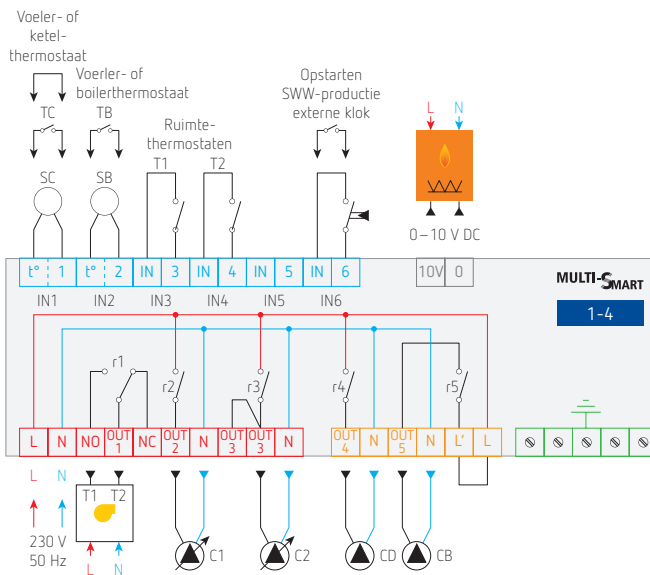 Voeler- of
ketel-
thermostaat
Voerler- of
boilerthermostaat
Opstarten
SWW-productie
externe klok
L N
TC TB
Ruimte-
thermostaten
T1 T2
SC SB
0–10 V DC
t° 1 t° 2 IN 3 IN 4 IN 5 IN 6 10V 0
MULTI-SMART
IN1 IN2 IN3 IN4 IN5 IN6
1-4
r1 r2 r3 r4 r5
L N NO OUT 1 NC OUT 2 N OUT 3 OUT 3 N OUT 4 N OUT 5 N L' L
L N
T1 T2
230 V
50 Hz
C1 C2 CD CB
L N